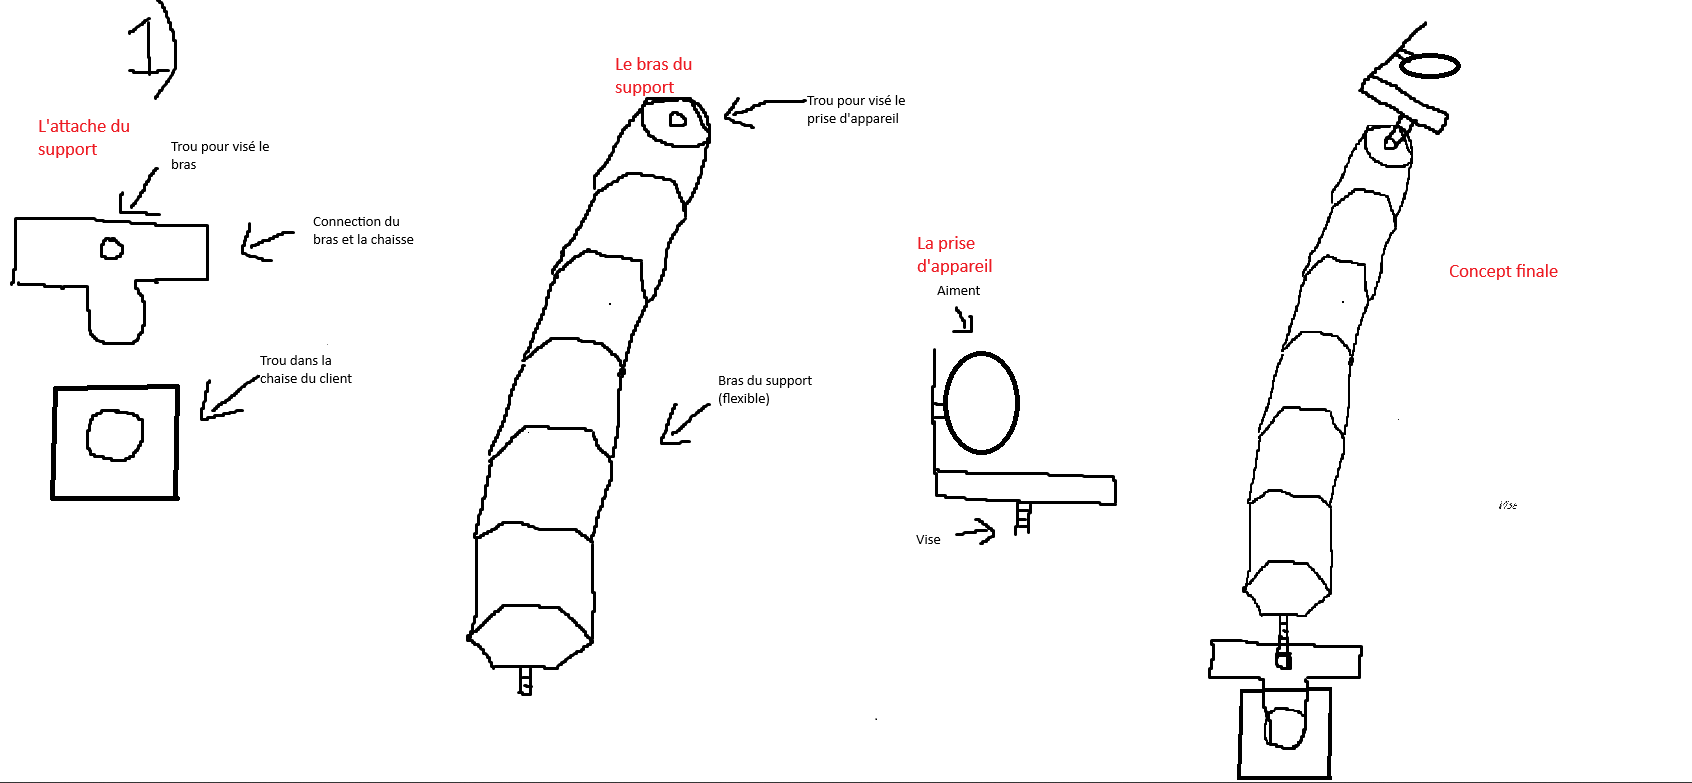 1)
L'attache du
support
Trou pour visé le
bras
Connection du
bras et la chaisse
Trou dans la
chaise du client
Le bras du
support
Trou pour visé le
prise d'appareil
Bras du support
(flexible)
La prise
d'appareil
Aiment
Vise
Concept finale
Vise